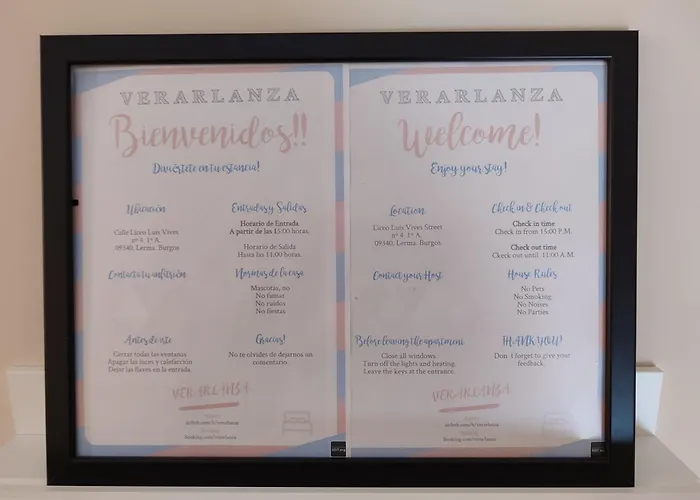 VERARLANZA
Bienvenidos!!
Diviértete en tu estancia!
Ubicación
Calle Liceo Luis Vives
nº 4 1º A.
09340, Lerma. Burgos
Entradas y Salidas
Horario de Entrada
A partir de las 15:00 horas.
Horario de Salida
Hasta las 11:00 horas.
Contacta tu anfitrión
Normas de la casa
Mascotas, no
No fumar
No ruidos
No fiestas
Antes de irte
Cerrar todas las ventanas
Apagar las luces y calefacción
Dejar las llaves en la entrada.
Gracias!
No te olvides de dejarnos un
comentario.
VERARLANZA
VERARLANZA
Welcome!
Enjoy your stay!
Location
Liceo Luis Vives Street
nº 4 1º A.
09340, Lerma. Burgos
Check in & Check out
Check in time
Check in from 15:00 P.M.
Check out time
Ckeck out until 11:00 A.M.
Contact your Host
House Rules
No Pets
No Smoking
No Noises
No Parties
Before leaving the apartment
Close all windows.
Turn off the lights and heating.
Leave the keys at the entrance.
THANK YOU!
Don t forget to give your
feedback.
VERARLANZA